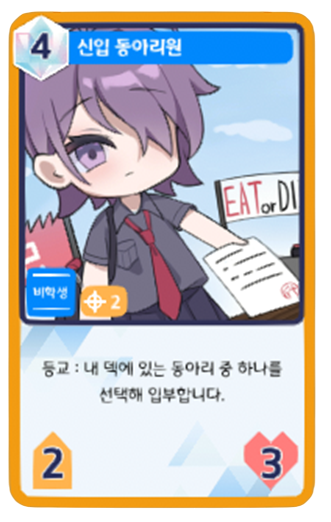 4
신입 동아리원
EAT or DI
비학생
2
등교 : 내 덱에 있는 동아리 중 하나를
선택해 입부합니다.
2
3